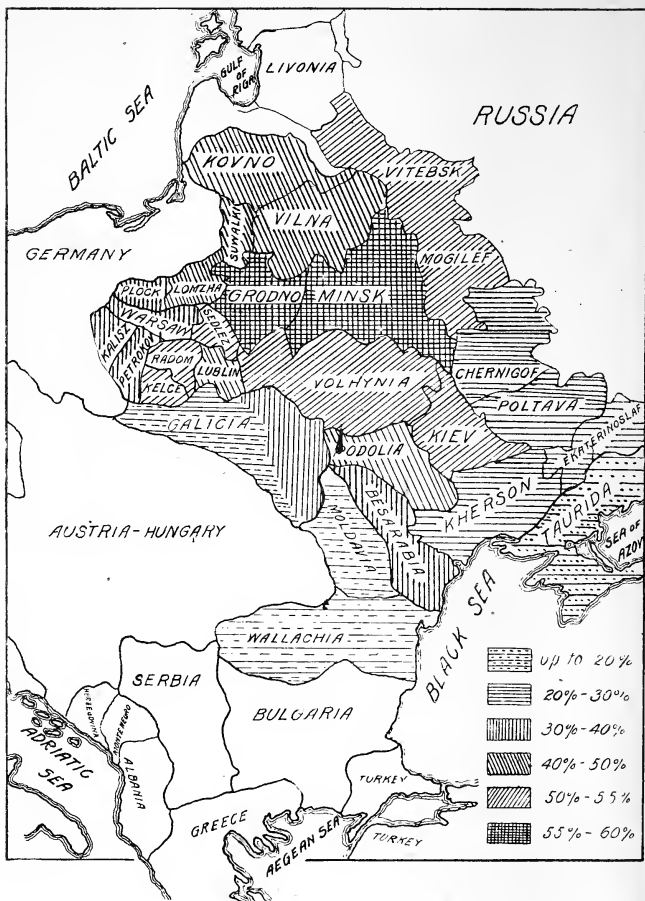 GULF
OF
RIGA
LIVONIA
BALTIC SEA
RUSSIA
KOVNO
VITEBSK
SUWALKI
VILNA
GERMANY
MOGILEF
PLOCK
LOMZHA
GRODNO
MINSK
WARSAW
SEDLEZ
KALISZ
PETROKOV
RADOM
LUBLIN
KELCE
VOLHYNIA
CHERNIGOF
POLTAVA
GALICIA
KIEV
EKATERINOSLAF
PODOLIA
KHERSON
TAURIDA
BESARABIA
MOLDAVIA
AUSTRIA-HUNGARY
SEA OF
AZOV
WALLACHIA
BLACK SEA
SERBIA
BULGARIA
HERZEGOVINA
MONTENEGRO
ADRIATIC
SEA
ALBANIA
GREECE
TURKEY
AEGEAN SEA
TURKEY
up to 20%
20%-30%
30%-40%
40%-50%
50%-55%
55%-60%